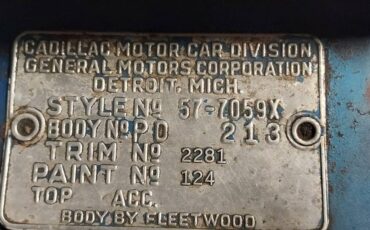 CADILLAC MOTOR CAR DIVISION
GENERAL MOTORS CORPORATION
DETROIT, MICH.
STYLE Nº 57-7059X
BODY Nº PD 213
TRIM Nº 2281
PAINT Nº 124
TOP ACC.
BODY BY FLEETWOOD